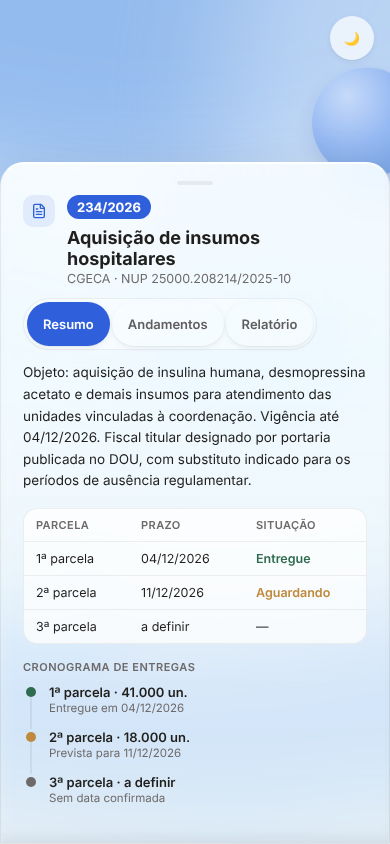 234/2026
Aquisição de insumos
hospitalares
CGECA · NUP 25000.208214/2025-10
Resumo Andamentos Relatório
Objeto: aquisição de insulina humana, desmopressina
acetato e demais insumos para atendimento das
unidades vinculadas à coordenação. Vigência até
04/12/2026. Fiscal titular designado por portaria
publicada no DOU, com substituto indicado para os
períodos de ausência regulamentar.
PARCELA PRAZO SITUAÇÃO
1ª parcela 04/12/2026 Entregue
2ª parcela 11/12/2026 Aguardando
3ª parcela a definir —
CRONOGRAMA DE ENTREGAS
1ª parcela · 41.000 un.
Entregue em 04/12/2026
2ª parcela · 18.000 un.
Prevista para 11/12/2026
3ª parcela · a definir
Sem data confirmada